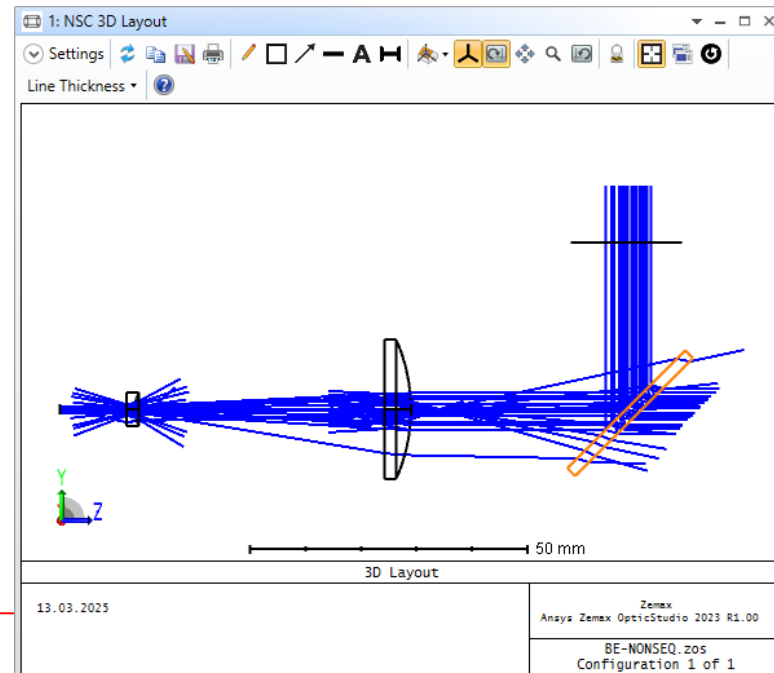 1: NSC 3D Layout
Settings
A
Line Thickness
Y
Z
50 mm
3D Layout
13.03.2025
Zemax
Ansys Zemax OpticStudio 2023 R1.00
BE-NONSEQ.zos
Configuration 1 of 1